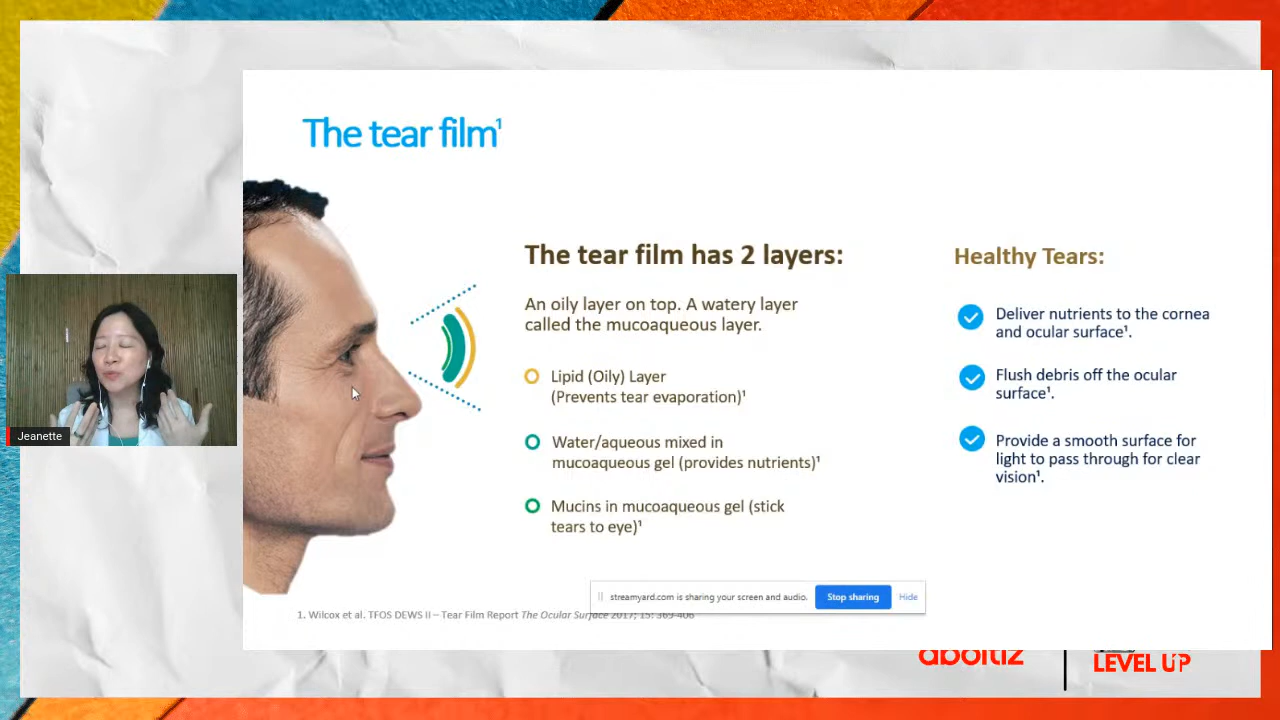 The tear film¹
The tear film has 2 layers:
An oily layer on top. A watery layer
called the mucoaqueous layer.
Lipid (Oily) Layer
(Prevents tear evaporation)¹
Water/aqueous mixed in
mucoaqueous gel (provides nutrients)¹
Mucins in mucoaqueous gel (stick
tears to eye)¹
Healthy Tears:
Deliver nutrients to the cornea
and ocular surface¹.
Flush debris off the ocular
surface¹.
Provide a smooth surface for
light to pass through for clear
vision¹.
Jeanette
streamyard.com is sharing your screen and audio.
Stop sharing
Hide
1. Wilcox et al. TFOS DEWS II – Tear Film Report The Ocular Surface 2017; 15: 369-406
aboitiz
LEVEL UP